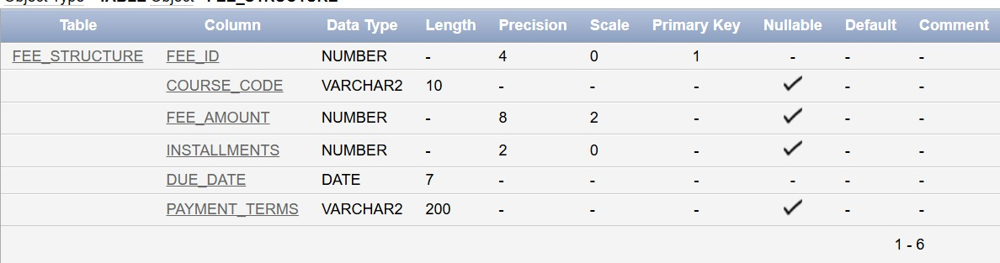 Object Type TABLE Object FEE_STRUCTURE
Table Column Data Type Length Precision Scale Primary Key Nullable Default Comment
FEE_STRUCTURE FEE_ID NUMBER - 4 0 1 - - -
COURSE_CODE VARCHAR2 10 - - - ✓ - -
FEE_AMOUNT NUMBER - 8 2 - ✓ - -
INSTALLMENTS NUMBER - 2 0 - ✓ - -
DUE_DATE DATE 7 - - - - - -
PAYMENT_TERMS VARCHAR2 200 - - - ✓ - -
1 - 6